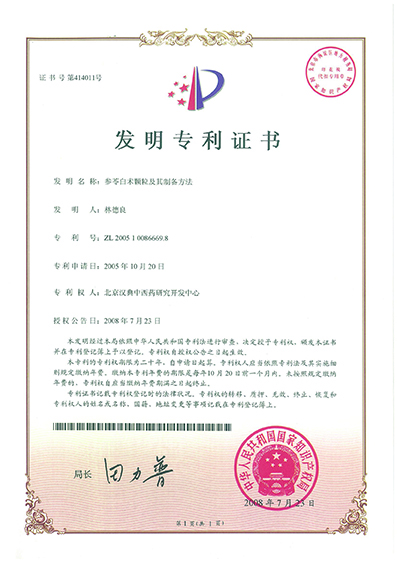 证书号第414011号
发明专利证书
发 明 名 称：参苓白术颗粒及其制备方法
发 明 人：林德良
专 利 号：ZL 2005 1 0086669.8
专利申请日：2005年10月20日
专 利 权 人：北京汉典中西药研究开发中心
授权公告日：2008年7月23日
本发明经过本局依照中华人民共和国专利法进行审查，决定授予专利权，颁发本证书
并在专利登记簿上予以登记。专利权自授权公告之日起生效。
本专利的专利权期限为二十年，自申请日起算。专利权人应当依照专利法及其实施细
则规定缴纳年费。缴纳本专利年费的期限是每年10月20日前一个月内。未按照规定缴纳
年费的，专利权自应当缴纳年费期满之日起终止。
专利证书记载专利权登记时的法律状况。专利权的转移、质押、无效、终止、恢复和
专利权人的姓名或名称、国籍、地址变更等事项记载在专利登记簿上。
局长 田力普
中华人民共和国国家知识产权局
2008年7月23日
第1页（共1页）